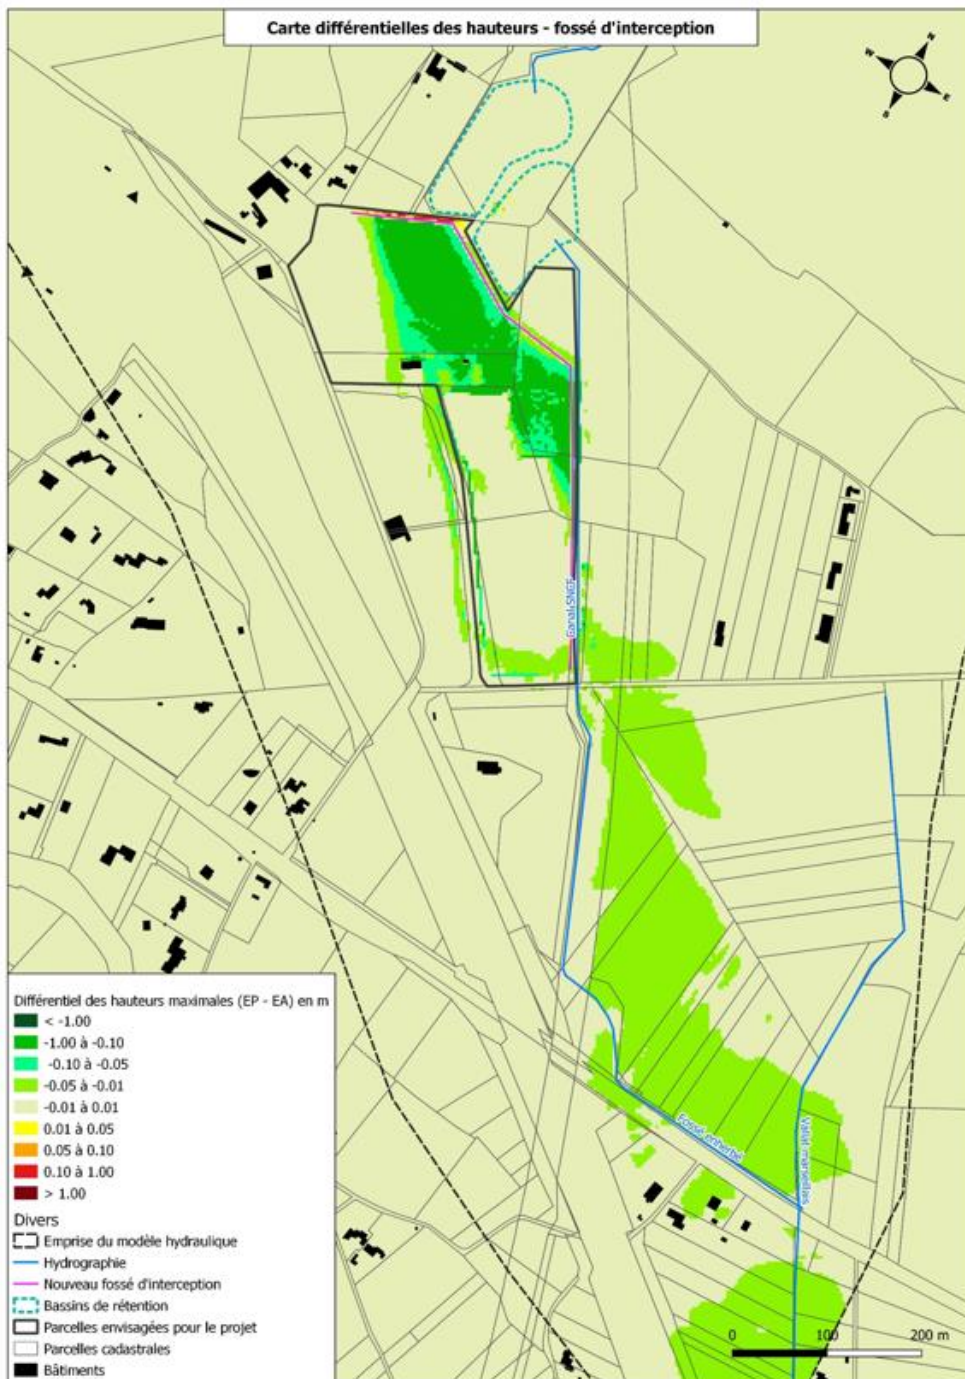 Carte différentielles des hauteurs - fossé d'interception
N
W
E
S
Canal SNCF
Fossé enherbé
Vallat marseillais
Différentiel des hauteurs maximales (EP - EA) en m
< -1.00
-1.00 à -0.10
-0.10 à -0.05
-0.05 à -0.01
-0.01 à 0.01
0.01 à 0.05
0.05 à 0.10
0.10 à 1.00
> 1.00
Divers
Emprise du modèle hydraulique
Hydrographie
Nouveau fossé d'interception
Bassins de rétention
Parcelles envisagées pour le projet
Parcelles cadastrales
Bâtiments
0 100 200 m